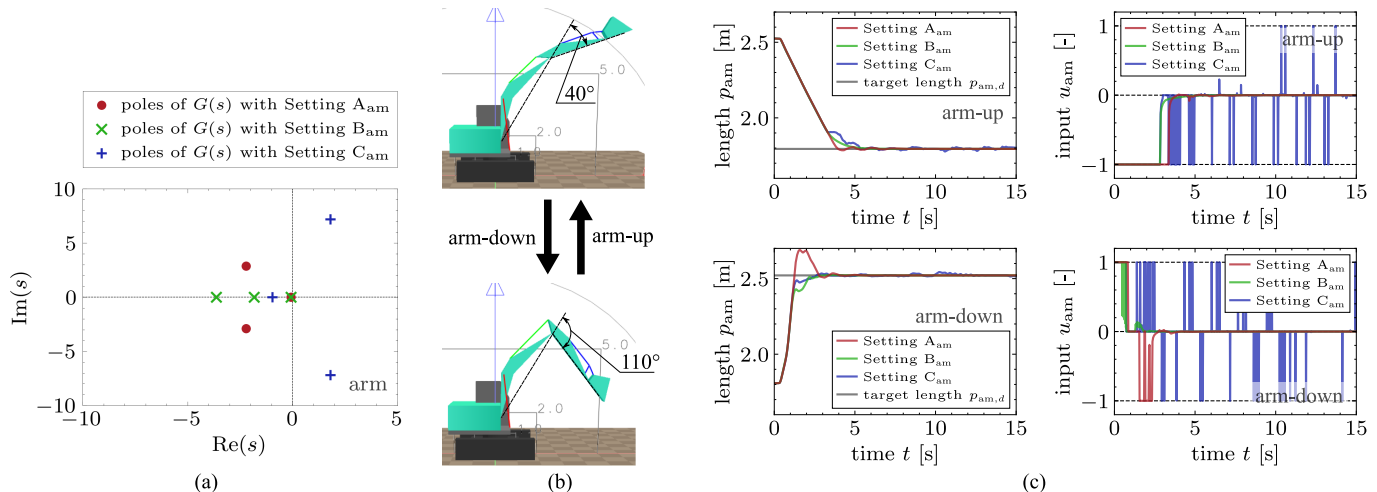 poles of G(s) with Setting A_am
poles of G(s) with Setting B_am
poles of G(s) with Setting C_am
10
5
0
−5
−10
−10
−5
0
5
Im(s)
Re(s)
arm
(a)
(b)
5.0
40°
2.0
arm-down
arm-up
5.0
110°
2.0
length p_am [m]
2.5
2.0
0
5
10
15
time t [s]
Setting A_am
Setting B_am
Setting C_am
target length p_am,d
arm-up
input u_am [-]
1
0
−1
0
5
10
15
time t [s]
Setting A_am
Setting B_am
Setting C_am
arm-up
length p_am [m]
2.5
2.0
0
5
10
15
time t [s]
arm-down
Setting A_am
Setting B_am
Setting C_am
target length p_am,d
input u_am [-]
1
0
−1
0
5
10
15
time t [s]
Setting A_am
Setting B_am
Setting C_am
arm-down
(c)